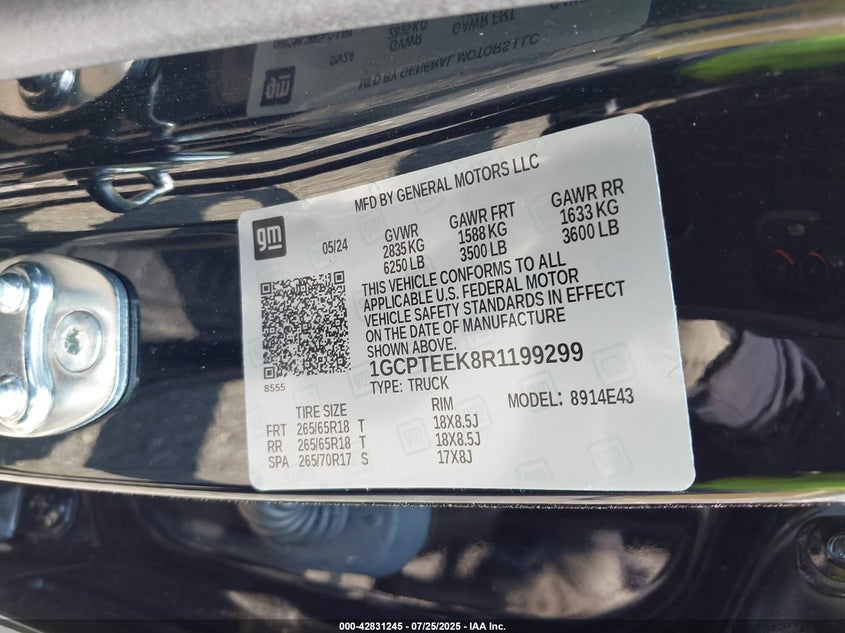 MFD BY GENERAL MOTORS LLC
gm
05/24
GVWR
2835 KG
6250 LB
GAWR FRT
1588 KG
3500 LB
GAWR RR
1633 KG
3600 LB
THIS VEHICLE CONFORMS TO ALL
APPLICABLE U.S. FEDERAL MOTOR
VEHICLE SAFETY STANDARDS IN EFFECT
ON THE DATE OF MANUFACTURE
SHOWN ABOVE.
8555
1GCPTEEK8R1199299
TYPE: TRUCK
MODEL: 8914E43
TIRE SIZE RIM
FRT 265/65R18 T 18X8.5J
RR 265/65R18 T 18X8.5J
SPA 265/70R17 S 17X8J
000-42831245 - 07/25/2025 - IAA Inc.